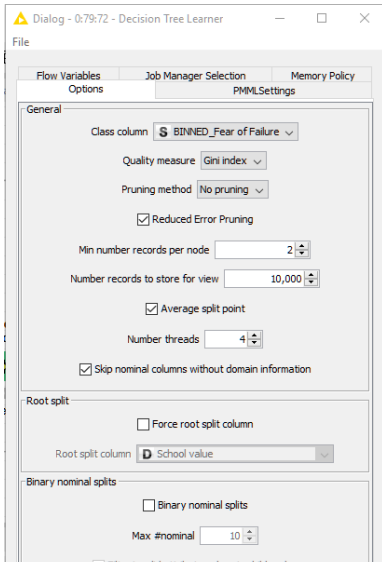 Dialog - 0:79:72 - Decision Tree Learner
File
Flow Variables Job Manager Selection Memory Policy
Options PMMLSettings
General
Class column S BINNED_Fear of Failure
Quality measure Gini index
Pruning method No pruning
Reduced Error Pruning
Min number records per node 2
Number records to store for view 10,000
Average split point
Number threads 4
Skip nominal columns without domain information
Root split
Force root split column
Root split column D School value
Binary nominal splits
Binary nominal splits
Max #nominal 10